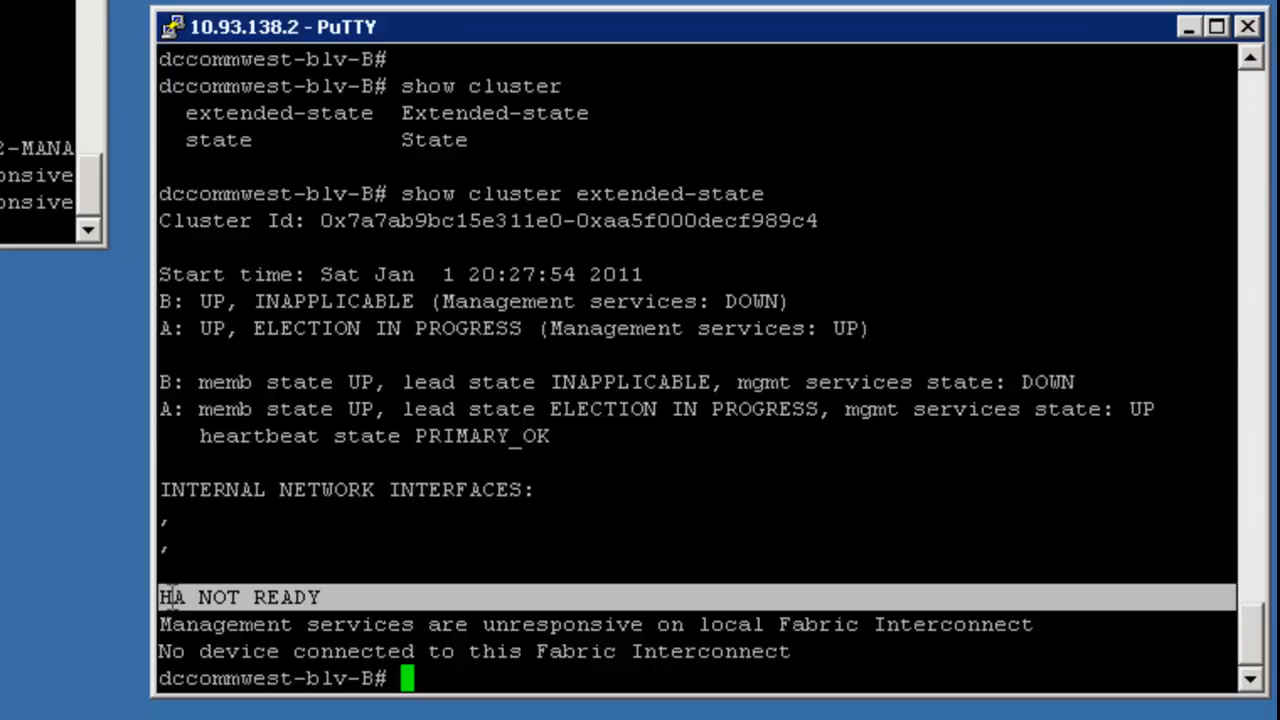 10.93.138.2 - PuTTY
dccommwest-blv-B#
dccommwest-blv-B# show cluster
extended-state  Extended-state
state           State
dccommwest-blv-B# show cluster extended-state
Cluster Id: 0x7a7ab9bc15e311e0-0xaa5f000decf989c4
Start time: Sat Jan  1 20:27:54 2011
B: UP, INAPPLICABLE (Management services: DOWN)
A: UP, ELECTION IN PROGRESS (Management services: UP)
B: memb state UP, lead state INAPPLICABLE, mgmt services state: DOWN
A: memb state UP, lead state ELECTION IN PROGRESS, mgmt services state: UP
heartbeat state PRIMARY_OK
INTERNAL NETWORK INTERFACES:
,
,
HA NOT READY
Management services are unresponsive on local Fabric Interconnect
No device connected to this Fabric Interconnect
dccommwest-blv-B#
2-MANA
onsive
onsive